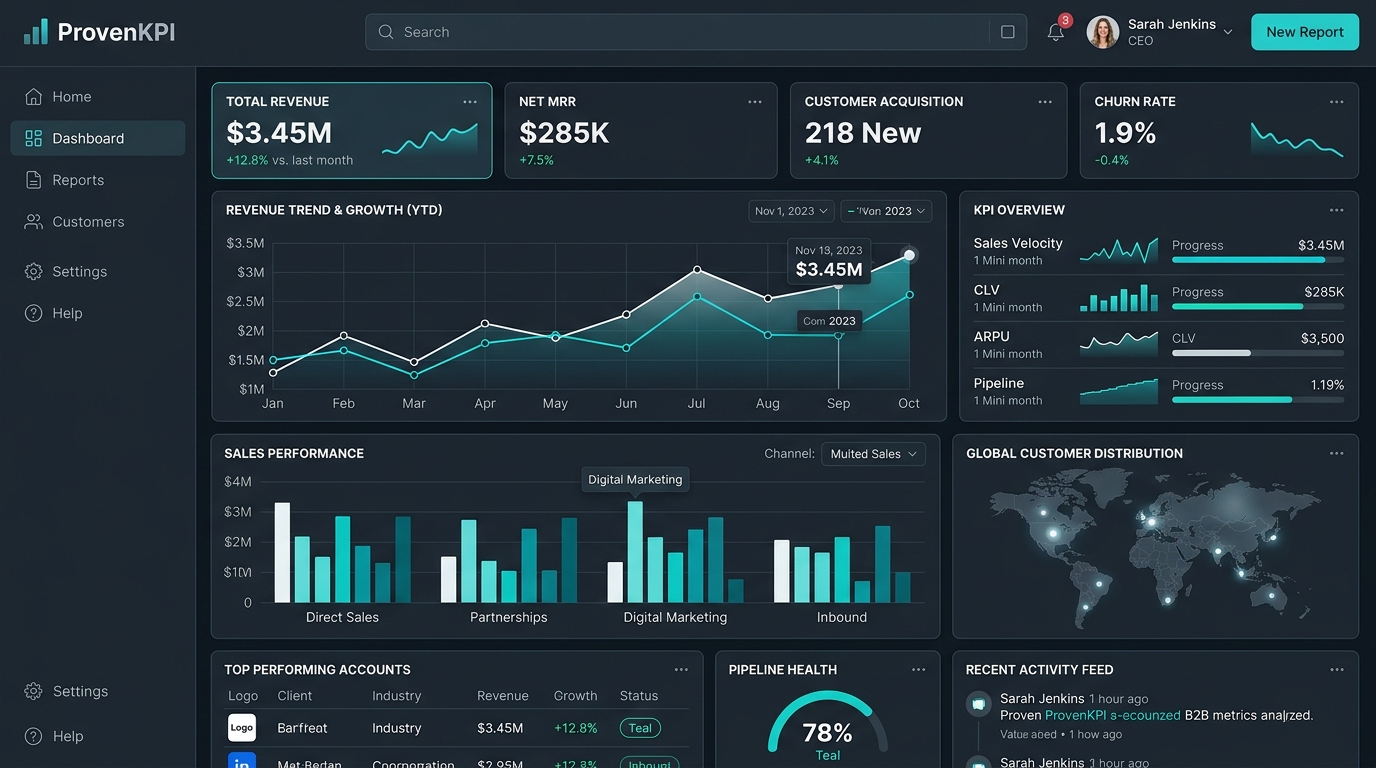 ProvenKPI
Search
3
Sarah Jenkins
CEO
New Report
Home
Dashboard
Reports
Customers
Settings
Help
Settings
Help
TOTAL REVENUE
$3.45M
+12.8% vs. last month
NET MRR
$285K
+7.5%
CUSTOMER ACQUISITION
218 New
+4.1%
CHURN RATE
1.9%
-0.4%
REVENUE TREND & GROWTH (YTD)
Nov 1, 2023
2023
$3.5M
$3M
$2.5M
$2M
$1.5M
$1M
Nov 13, 2023
$3.45M
Com 2023
Jan Feb Mar Apr May Jun Jul Aug Sep Oct
KPI OVERVIEW
Sales Velocity
1 Mini month
Progress $3.45M
CLV
1 Mini month
Progress $285K
ARPU
1 Mini month
CLV $3,500
Pipeline
1 Mini month
Progress 1.19%
SALES PERFORMANCE
Channel: Multed Sales
Digital Marketing
$4M
$3M
$2M
0
Direct Sales Partnerships Digital Marketing Inbound
GLOBAL CUSTOMER DISTRIBUTION
TOP PERFORMING ACCOUNTS
Logo Client Industry Revenue Growth Status
Logo Barfreat Industry $3.45M +12.8% Teal
in $2.95M Inbound
PIPELINE HEALTH
78%
Teal
RECENT ACTIVITY FEED
Sarah Jenkins 1 hour ago
Proven ProvenKPI B2B metrics
• 1 how ago
Sarah Jenkins hour ago